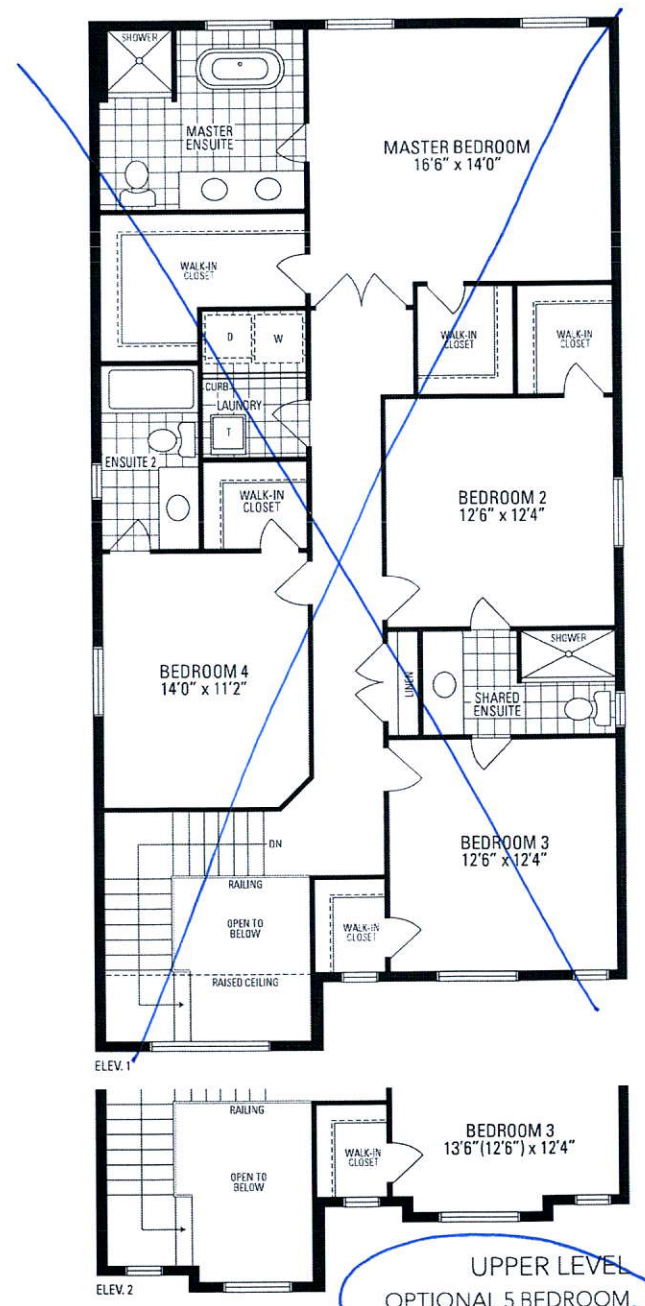 SHOWER
MASTER
ENSUITE
MASTER BEDROOM
16'6" x 14'0"
WALK-IN
CLOSET
D
W
WALK-IN
CLOSET
WALK-IN
CLOSET
CURB
LAUNDRY
T
ENSUITE 2
WALK-IN
CLOSET
BEDROOM 2
12'6" x 12'4"
BEDROOM 4
14'0" x 11'2"
LINEN
SHOWER
SHARED
ENSUITE
DN
BEDROOM 3
12'6" x 12'4"
RAILING
OPEN TO
BELOW
WALK-IN
CLOSET
RAISED CEILING
ELEV. 1
RAILING
OPEN TO
BELOW
WALK-IN
CLOSET
BEDROOM 3
13'6"(12'6") x 12'4"
ELEV. 2
UPPER LEVEL
OPTIONAL 5 BEDROOM